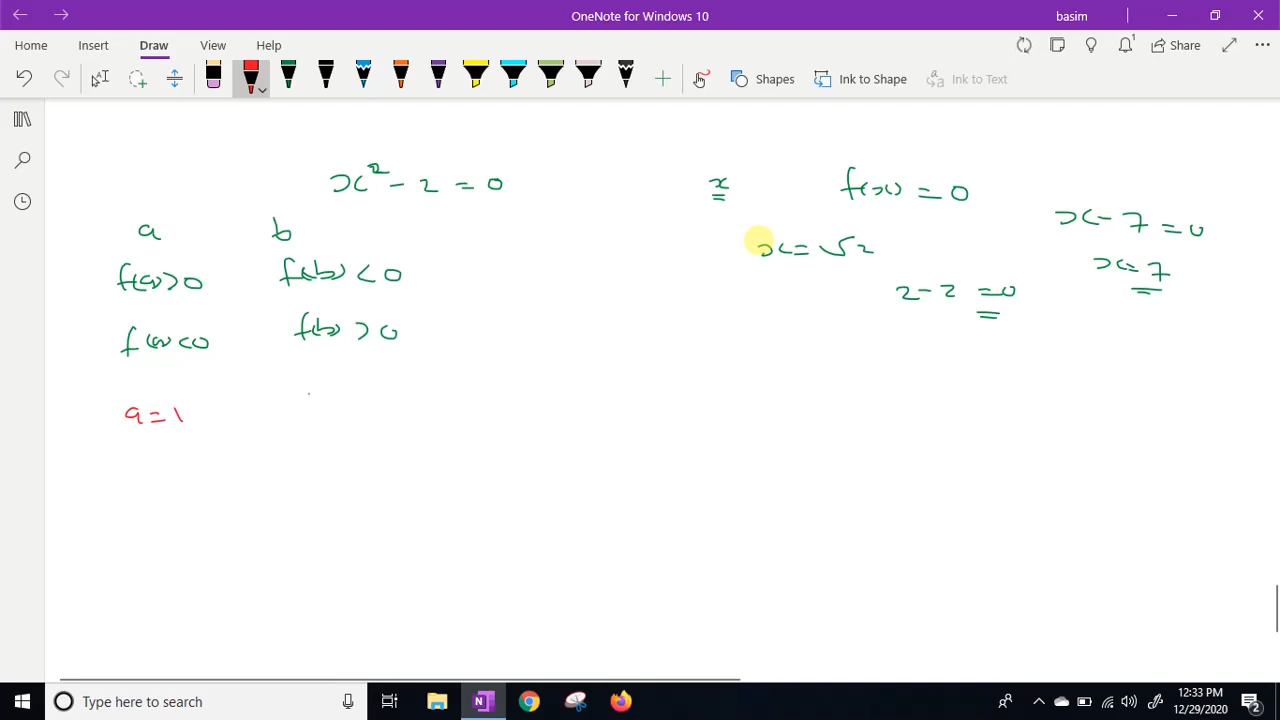 OneNote for Windows 10
basim
Home Insert Draw View Help
Share
Shapes
Ink to Shape
Ink to Text
x² - 2 = 0
x
f(x) = 0
x - 7 = 0
a b
x = √2
x = 7
f(a) > 0 f(b) < 0
2 - 2 = 0
f(a) < 0 f(b) > 0
a = 1
Type here to search
12:33 PM
12/29/2020
2